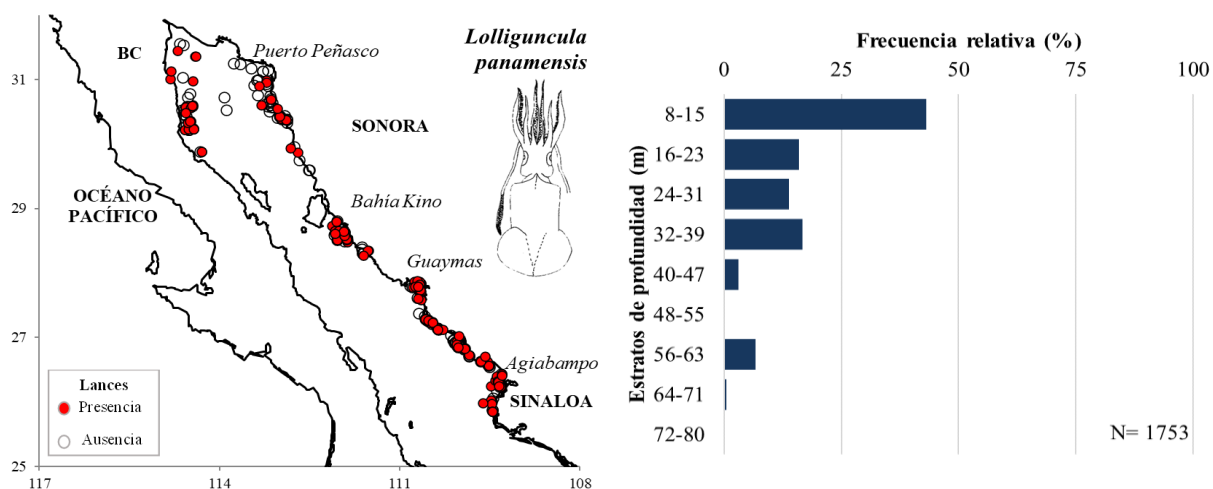 31
29
27
25
117
114
111
108
BC
Puerto Peñasco
SONORA
OCÉANO
PACÍFICO
Bahía Kino
Guaymas
Agiabampo
SINALOA
Lolliguncula
panamensis
Lances
Presencia
Ausencia
Frecuencia relativa (%)
0 25 50 75 100
Estratos de profundidad (m)
8-15
16-23
24-31
32-39
40-47
48-55
56-63
64-71
72-80
N= 1753